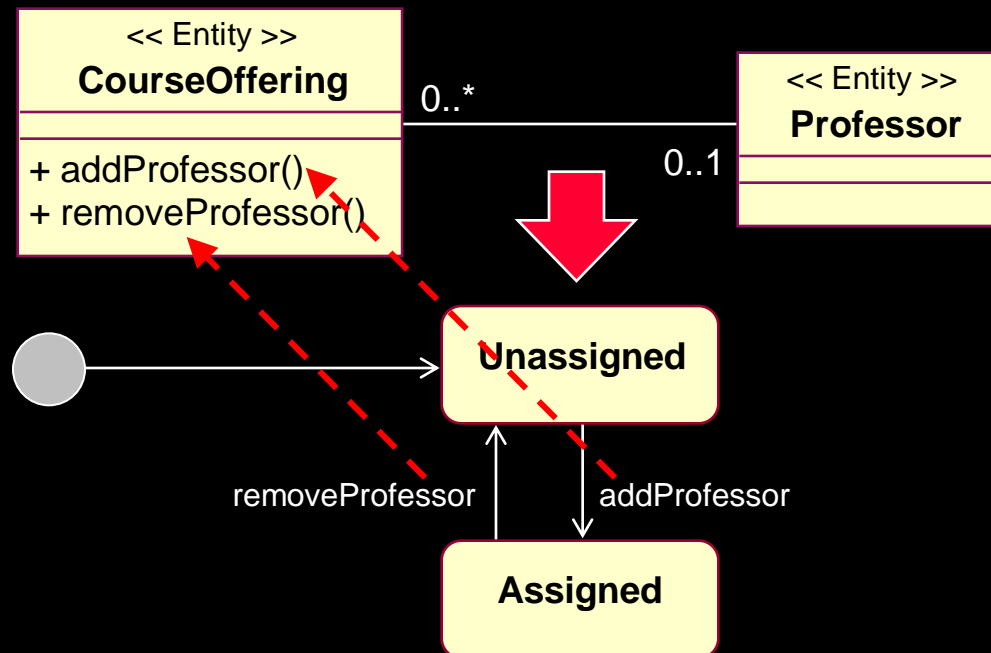 << Entity >>
CourseOffering
+ addProfessor()
+ removeProfessor()
0..*
0..1
<< Entity >>
Professor
Unassigned
removeProfessor
addProfessor
Assigned